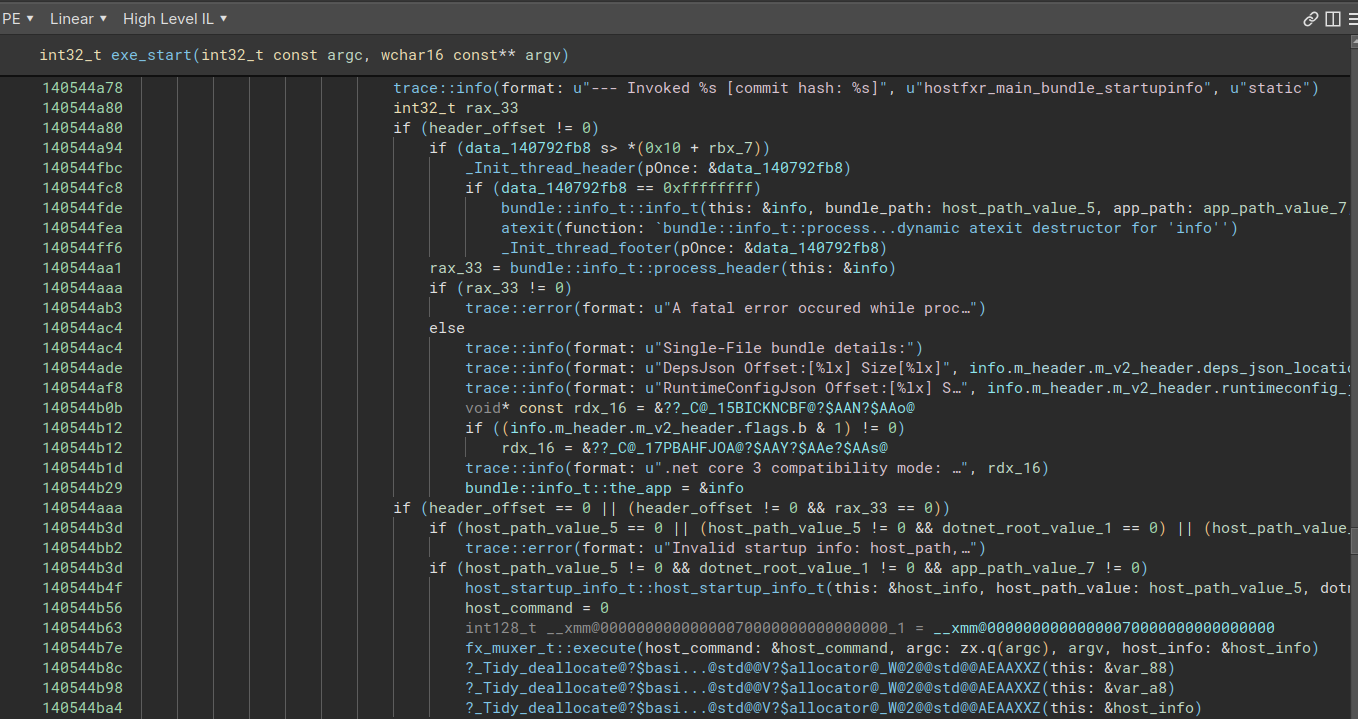 PE ▾ Linear ▾ High Level IL ▾
int32_t exe_start(int32_t const argc, wchar16 const** argv)
140544a78 trace::info(format: u"--- Invoked %s [commit hash: %s]", u"hostfxr_main_bundle_startupinfo", u"static")
140544a80 int32_t rax_33
140544a80 if (header_offset != 0)
140544a94 if (data_140792fb8 s> *(0x10 + rbx_7))
140544fbc _Init_thread_header(pOnce: &data_140792fb8)
140544fc8 if (data_140792fb8 == 0xffffffff)
140544fde bundle::info_t::info_t(this: &info, bundle_path: host_path_value_5, app_path: app_path_value_7
140544fea atexit(function: `bundle::info_t::process...dynamic atexit destructor for 'info'')
140544ff6 _Init_thread_footer(pOnce: &data_140792fb8)
140544aa1 rax_33 = bundle::info_t::process_header(this: &info)
140544aaa if (rax_33 != 0)
140544ab3 trace::error(format: u"A fatal error occured while proc…")
140544ac4 else
140544ac4 trace::info(format: u"Single-File bundle details:")
140544ade trace::info(format: u"DepsJson Offset:[%lx] Size[%lx]", info.m_header.m_v2_header.deps_json_locatio
140544af8 trace::info(format: u"RuntimeConfigJson Offset:[%lx] S…", info.m_header.m_v2_header.runtimeconfig_
140544b0b void* const rdx_16 = &??_C@_15BICKNCBF@?$AAN?$AAo@
140544b12 if ((info.m_header.m_v2_header.flags.b & 1) != 0)
140544b12 rdx_16 = &??_C@_17PBAHFJOA@?$AAY?$AAe?$AAs@
140544b1d trace::info(format: u".net core 3 compatibility mode: …", rdx_16)
140544b29 bundle::info_t::the_app = &info
140544aaa if (header_offset == 0 || (header_offset != 0 && rax_33 == 0))
140544b3d if (host_path_value_5 == 0 || (host_path_value_5 != 0 && dotnet_root_value_1 == 0) || (host_path_value_
140544bb2 trace::error(format: u"Invalid startup info: host_path,…")
140544b3d if (host_path_value_5 != 0 && dotnet_root_value_1 != 0 && app_path_value_7 != 0)
140544b4f host_startup_info_t::host_startup_info_t(this: &host_info, host_path_value: host_path_value_5, dotn
140544b56 host_command = 0
140544b63 int128_t __xmm@00000000000000070000000000000000_1 = __xmm@00000000000000070000000000000000
140544b7e fx_muxer_t::execute(host_command: &host_command, argc: zx.q(argc), argv, host_info: &host_info)
140544b8c ?_Tidy_deallocate@?$basi...@std@@V?$allocator@_W@2@@std@@AEAAXXZ(this: &var_88)
140544b98 ?_Tidy_deallocate@?$basi...@std@@V?$allocator@_W@2@@std@@AEAAXXZ(this: &var_a8)
140544ba4 ?_Tidy_deallocate@?$basi...@std@@V?$allocator@_W@2@@std@@AEAAXXZ(this: &host_info)